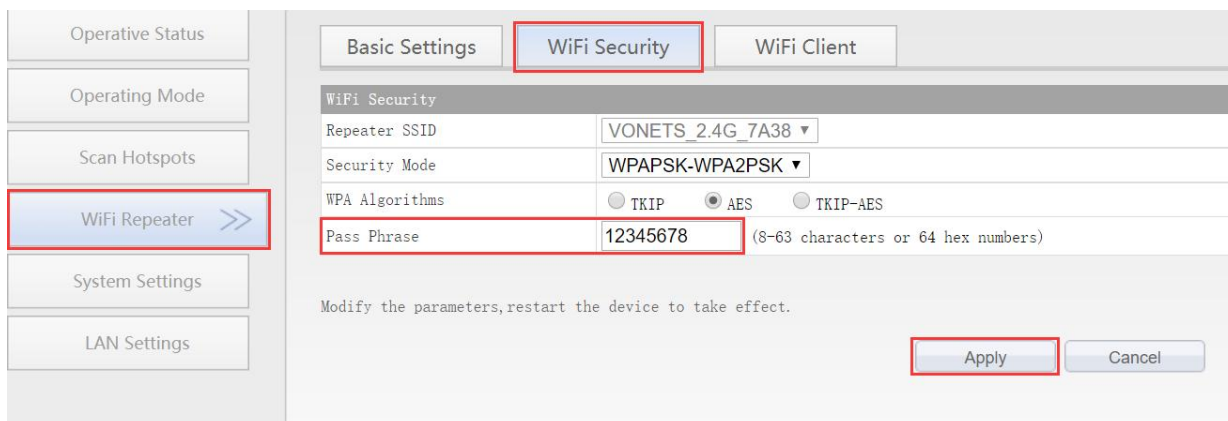 Operative Status
Operating Mode
Scan Hotspots
WiFi Repeater
System Settings
LAN Settings
Basic Settings WiFi Security WiFi Client
WiFi Security
Repeater SSID VONETS_2.4G_7A38
Security Mode WPAPSK-WPA2PSK
WPA Algorithms TKIP AES TKIP-AES
Pass Phrase 12345678 (8-63 characters or 64 hex numbers)
Modify the parameters,restart the device to take effect.
Apply Cancel